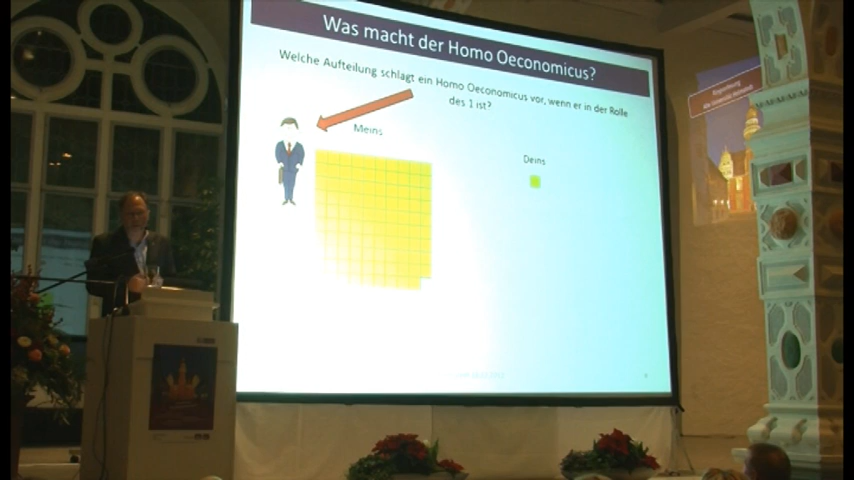 Was macht der Homo Oeconomicus?
Welche Aufteilung schlägt ein Homo Oeconomicus vor, wenn er in der Rolle
des 1 ist?
Meins
Deins